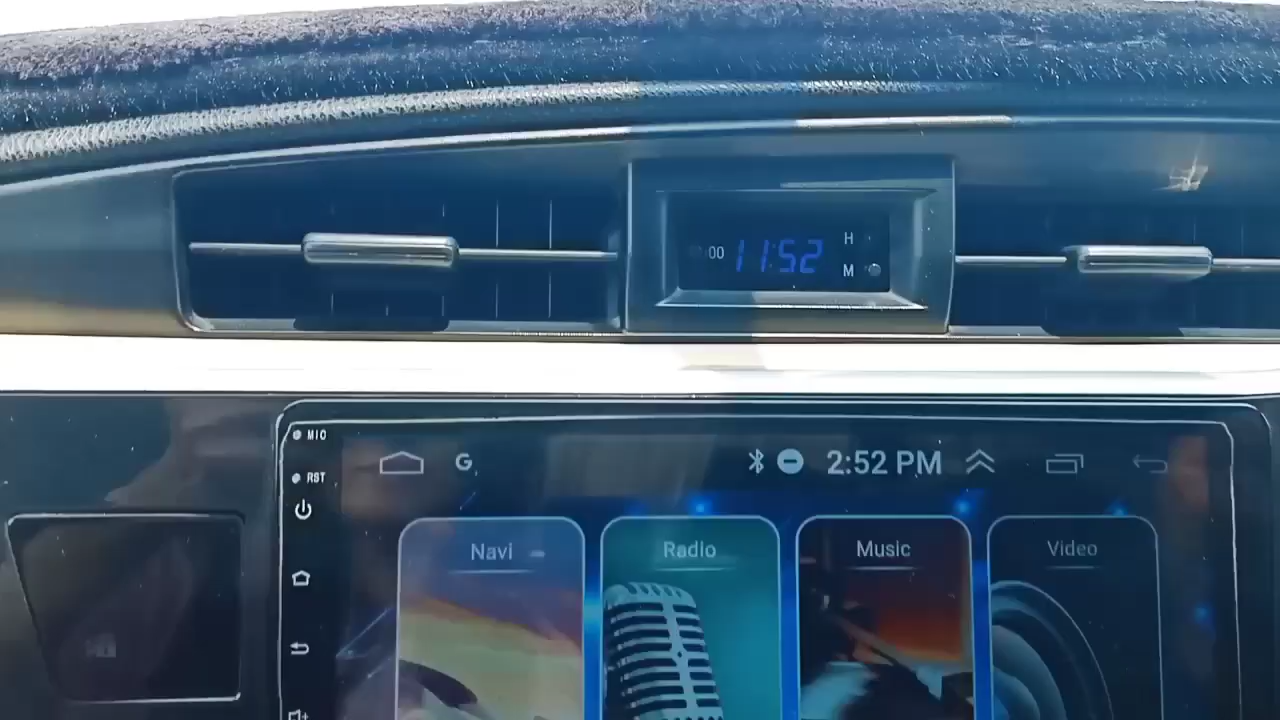 :00 11:52 H
M
MIC
G 2:52 PM
RST
Navi Radio Music Video